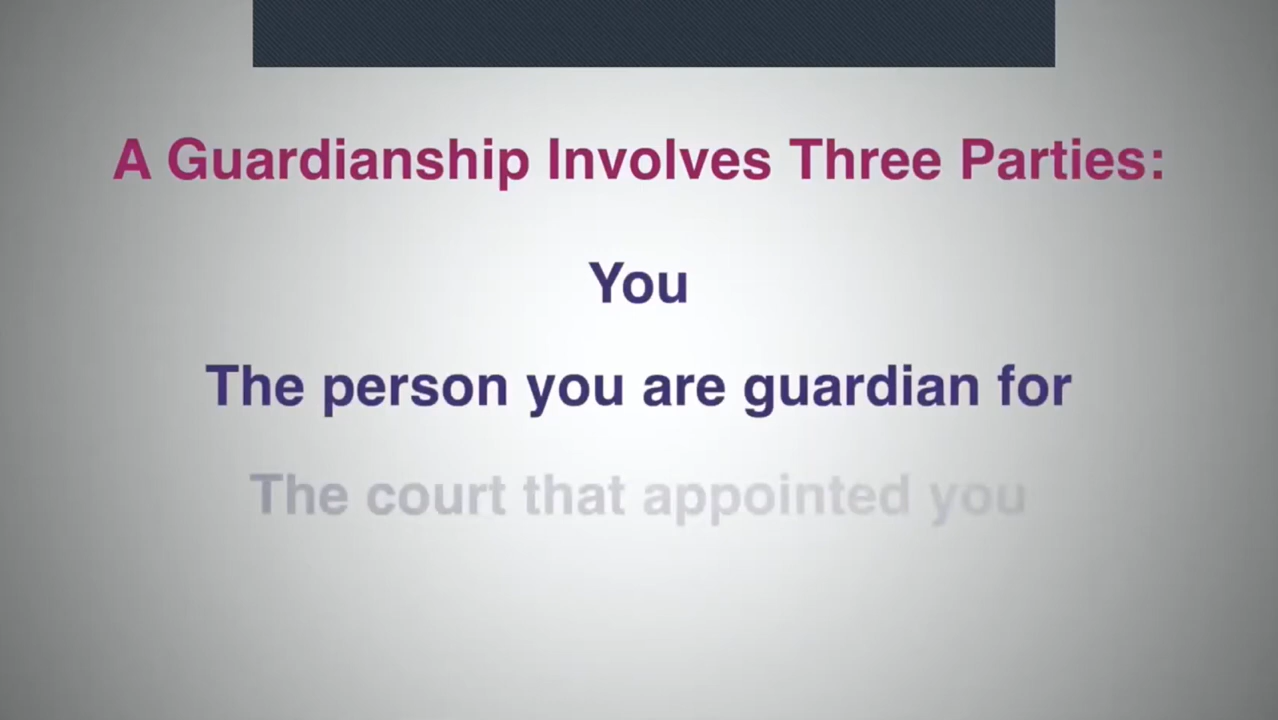 A Guardianship Involves Three Parties:
You
The person you are guardian for
The court that appointed you